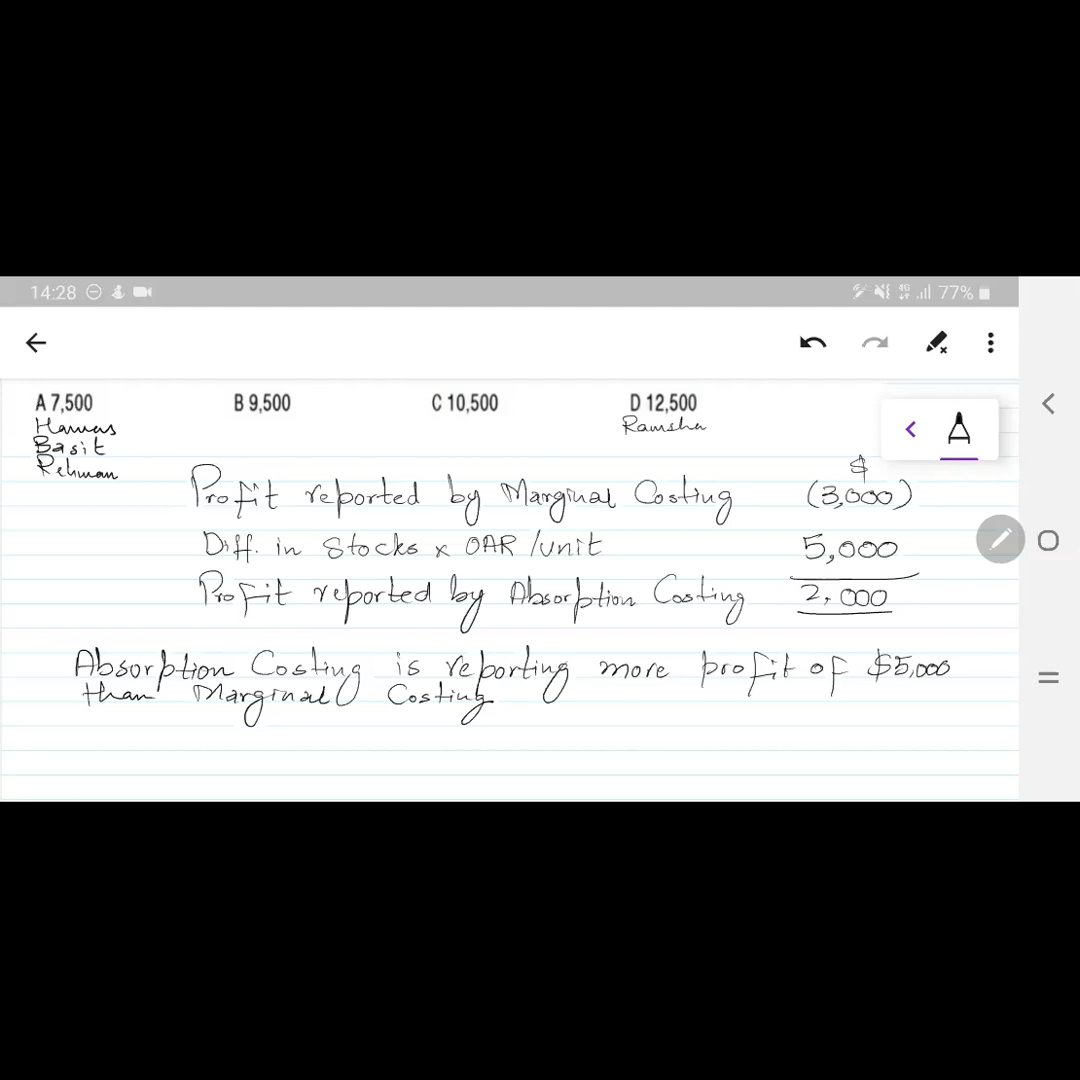 14:28 4G 77%
A 7,500 B 9,500 C 10,500 D 12,500
Hamas Ramsha
Basit
Rehman
$
Profit reported by Marginal Costing (3,000)
Diff. in Stocks x OAR /unit 5,000
Profit reported by Absorption Costing 2,000
Absorption Costing is reporting more profit of $5,000
than Marginal Costing